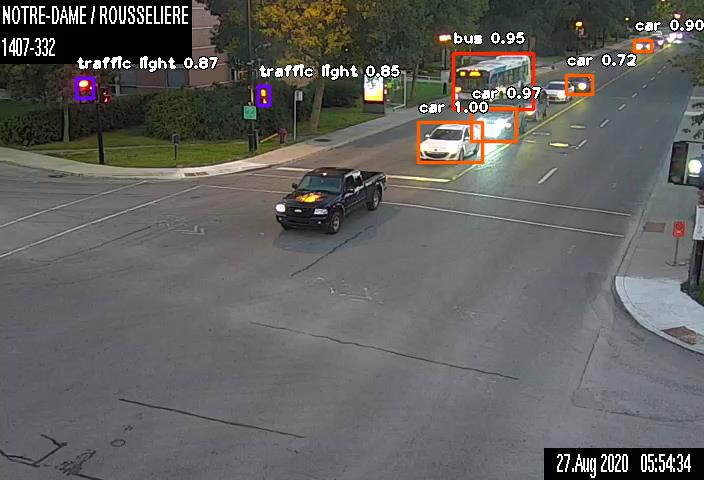 NOTRE-DAME / ROUSSELIERE
1407-332
car 0.90
bus 0.95
traffic light 0.87
traffic light 0.85
car 0.72
car 0.97
car 1.00
27.Aug 2020 05:54:34